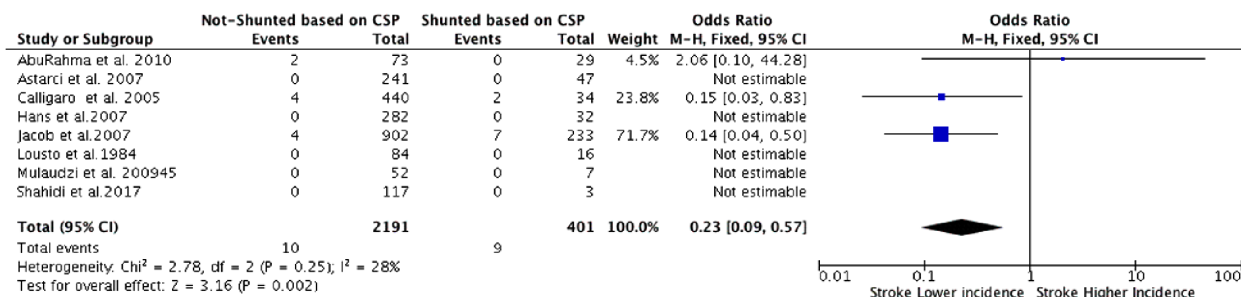 Not-Shunted based on CSP Shunted based on CSP Odds Ratio Odds Ratio
Study or Subgroup Events Total Events Total Weight M-H, Fixed, 95% CI M-H, Fixed, 95% CI
AbuRahma et al. 2010 2 73 0 29 4.5% 2.06 [0.10, 44.28]
Astarci et al. 2007 0 241 0 47 Not estimable
Calligaro et al. 2005 4 440 2 34 23.8% 0.15 [0.03, 0.83]
Hans et al.2007 0 282 0 32 Not estimable
Jacob et al.2007 4 902 7 233 71.7% 0.14 [0.04, 0.50]
Lousto et al.1984 0 84 0 16 Not estimable
Mulaudzi et al. 200945 0 52 0 7 Not estimable
Shahidi et al.2017 0 117 0 3 Not estimable
Total (95% CI) 2191 401 100.0% 0.23 [0.09, 0.57]
Total events 10 9
Heterogeneity: Chi² = 2.78, df = 2 (P = 0.25); I² = 28%
Test for overall effect: Z = 3.16 (P = 0.002)
0.01 0.1 1 10 100
Stroke Lower incidence Stroke Higher Incidence